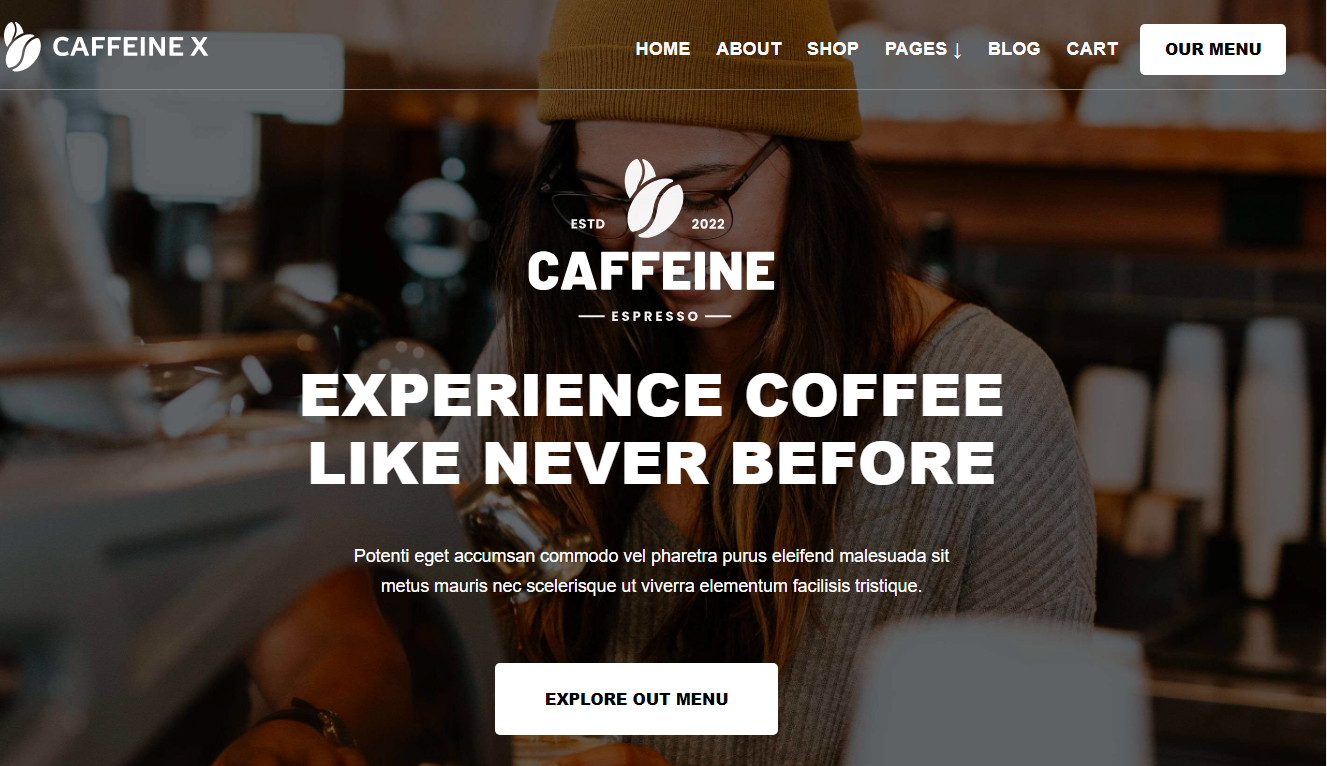 CAFFEINE X
HOME ABOUT SHOP PAGES ↓ BLOG CART OUR MENU
ESTD 2022
CAFFEINE
ESPRESSO
EXPERIENCE COFFEE
LIKE NEVER BEFORE
Potenti eget accumsan commodo vel pharetra purus eleifend malesuada sit
metus mauris nec scelerisque ut viverra elementum facilisis tristique.
EXPLORE OUT MENU